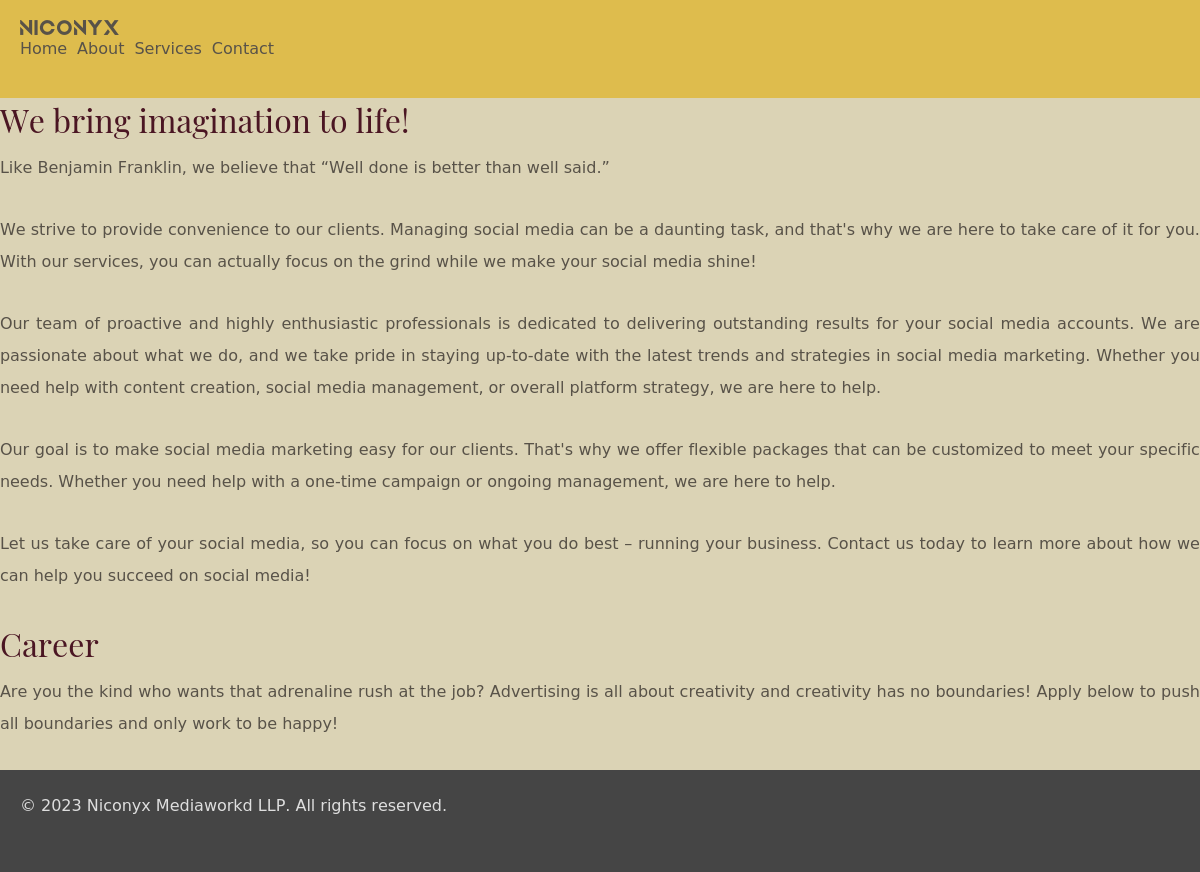 NICONYX
Home About Services Contact
We bring imagination to life!
Like Benjamin Franklin, we believe that “Well done is better than well said.”
We strive to provide convenience to our clients. Managing social media can be a daunting task, and that's why we are here to take care of it for you.
With our services, you can actually focus on the grind while we make your social media shine!
Our team of proactive and highly enthusiastic professionals is dedicated to delivering outstanding results for your social media accounts. We are
passionate about what we do, and we take pride in staying up-to-date with the latest trends and strategies in social media marketing. Whether you
need help with content creation, social media management, or overall platform strategy, we are here to help.
Our goal is to make social media marketing easy for our clients. That's why we offer flexible packages that can be customized to meet your specific
needs. Whether you need help with a one-time campaign or ongoing management, we are here to help.
Let us take care of your social media, so you can focus on what you do best – running your business. Contact us today to learn more about how we
can help you succeed on social media!
Career
Are you the kind who wants that adrenaline rush at the job? Advertising is all about creativity and creativity has no boundaries! Apply below to push
all boundaries and only work to be happy!
© 2023 Niconyx Mediaworkd LLP. All rights reserved.